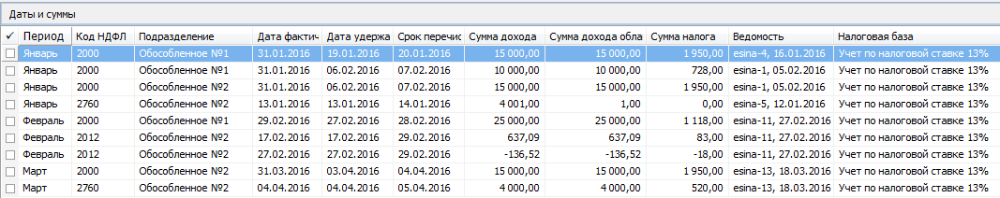 Даты и суммы
✓ Период Код НДФЛ Подразделение Дата фактич Дата удержа Срок перечис Сумма дохода Сумма дохода обла Сумма налога Ведомость Налоговая база
Январь 2000 Обособленное №1 31.01.2016 19.01.2016 20.01.2016 15 000,00 15 000,00 1 950,00 esina-4, 16.01.2016 Учет по налоговой ставке 13%
Январь 2000 Обособленное №1 31.01.2016 06.02.2016 07.02.2016 10 000,00 10 000,00 728,00 esina-1, 05.02.2016 Учет по налоговой ставке 13%
Январь 2000 Обособленное №2 31.01.2016 06.02.2016 07.02.2016 15 000,00 15 000,00 1 950,00 esina-1, 05.02.2016 Учет по налоговой ставке 13%
Январь 2760 Обособленное №2 13.01.2016 13.01.2016 14.01.2016 4 001,00 1,00 0,00 esina-5, 12.01.2016 Учет по налоговой ставке 13%
Февраль 2000 Обособленное №1 29.02.2016 27.02.2016 28.02.2016 25 000,00 25 000,00 1 118,00 esina-11, 27.02.2016 Учет по налоговой ставке 13%
Февраль 2012 Обособленное №2 17.02.2016 17.02.2016 29.02.2016 637,09 637,09 83,00 esina-11, 27.02.2016 Учет по налоговой ставке 13%
Февраль 2012 Обособленное №2 27.02.2016 27.02.2016 29.02.2016 -136,52 -136,52 -18,00 esina-11, 27.02.2016 Учет по налоговой ставке 13%
Март 2000 Обособленное №2 31.03.2016 03.04.2016 04.04.2016 15 000,00 15 000,00 1 950,00 esina-13, 18.03.2016 Учет по налоговой ставке 13%
Март 2760 Обособленное №2 04.04.2016 04.04.2016 05.04.2016 4 000,00 4 000,00 520,00 esina-13, 18.03.2016 Учет по налоговой ставке 13%